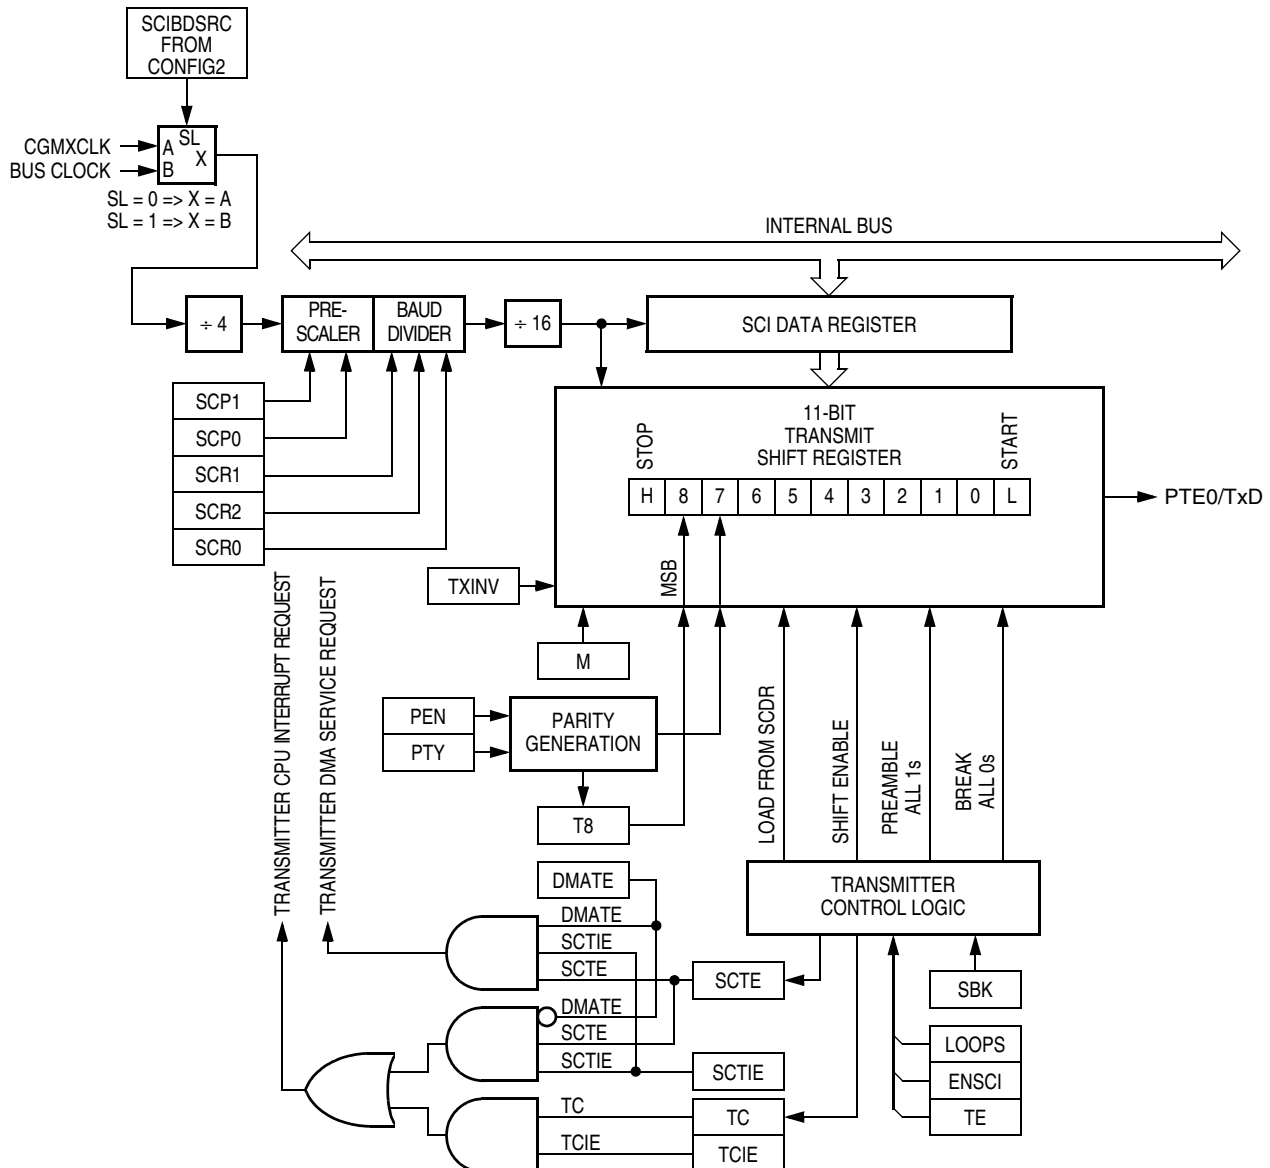 SCIBDSRC
FROM
CONFIG2
CGMXCLK
BUS CLOCK
A
B
SL
X
SL = 0 => X = A
SL = 1 => X = B
INTERNAL BUS
÷ 4
PRE-
SCALER
BAUD
DIVIDER
÷ 16
SCI DATA REGISTER
SCP1
SCP0
SCR1
SCR2
SCR0
11-BIT
TRANSMIT
SHIFT REGISTER
STOP
START
H 8 7 6 5 4 3 2 1 0 L
PTE0/TxD
MSB
TXINV
M
PEN
PTY
PARITY
GENERATION
T8
TRANSMITTER CPU INTERRUPT REQUEST
TRANSMITTER DMA SERVICE REQUEST
LOAD FROM SCDR
SHIFT ENABLE
PREAMBLE
ALL 1s
BREAK
ALL 0s
TRANSMITTER
CONTROL LOGIC
DMATE
DMATE
SCTIE
SCTE
SCTE
DMATE
SCTE
SCTIE
SCTIE
TC
TCIE
TC
TCIE
SBK
LOOPS
ENSCI
TE